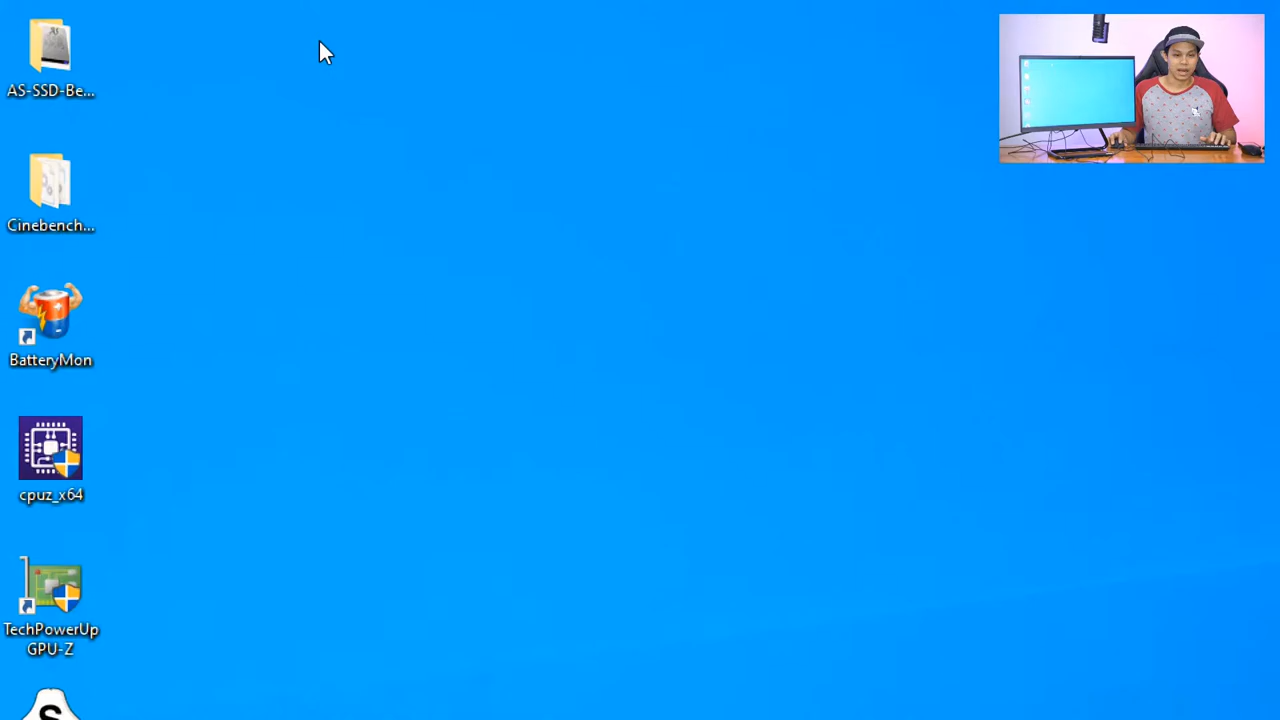 AS-SSD-Be...
Cinebench...
BatteryMon
cpuz_x64
TechPowerUp
GPU-Z
S